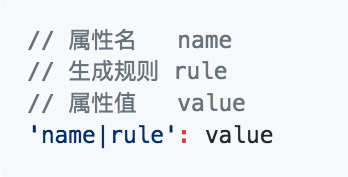 // 属性名   name
// 生成规则 rule
// 属性值   value
'name|rule': value